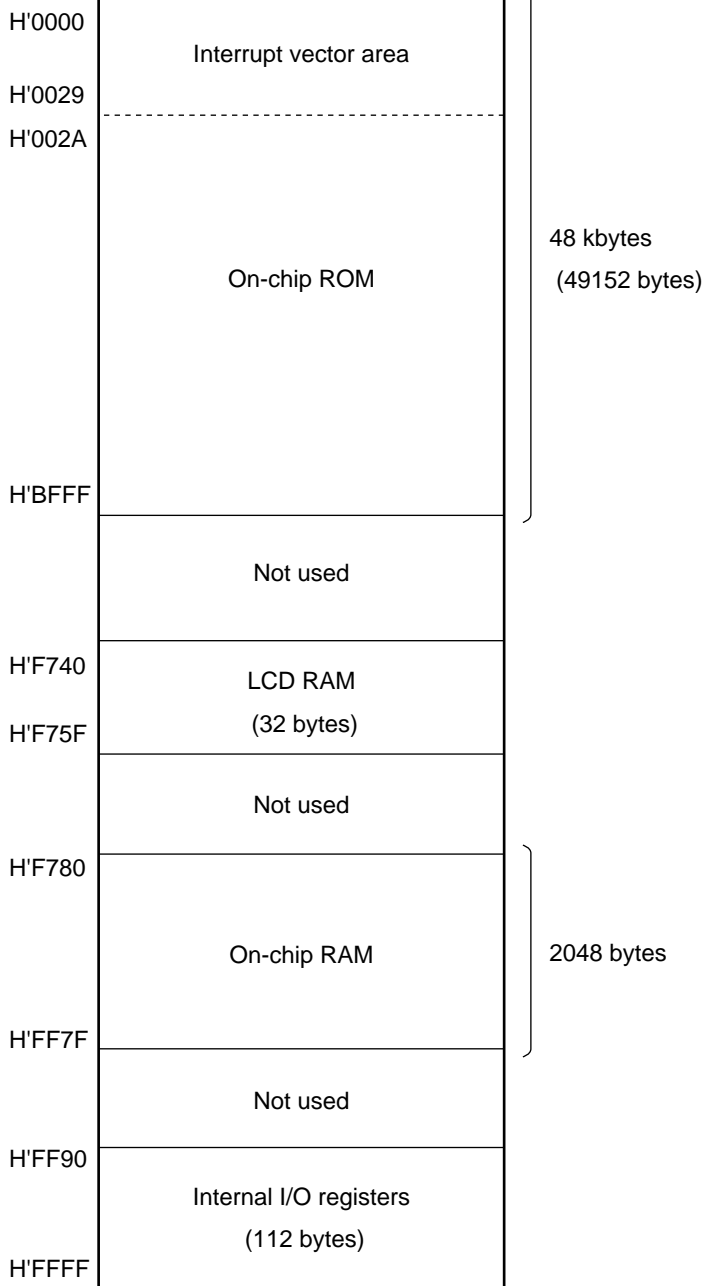 H'0000
Interrupt vector area
H'0029
H'002A
48 kbytes
(49152 bytes)
On-chip ROM
H'BFFF
Not used
H'F740
LCD RAM
(32 bytes)
H'F75F
Not used
H'F780
On-chip RAM
2048 bytes
H'FF7F
Not used
H'FF90
Internal I/O registers
(112 bytes)
H'FFFF